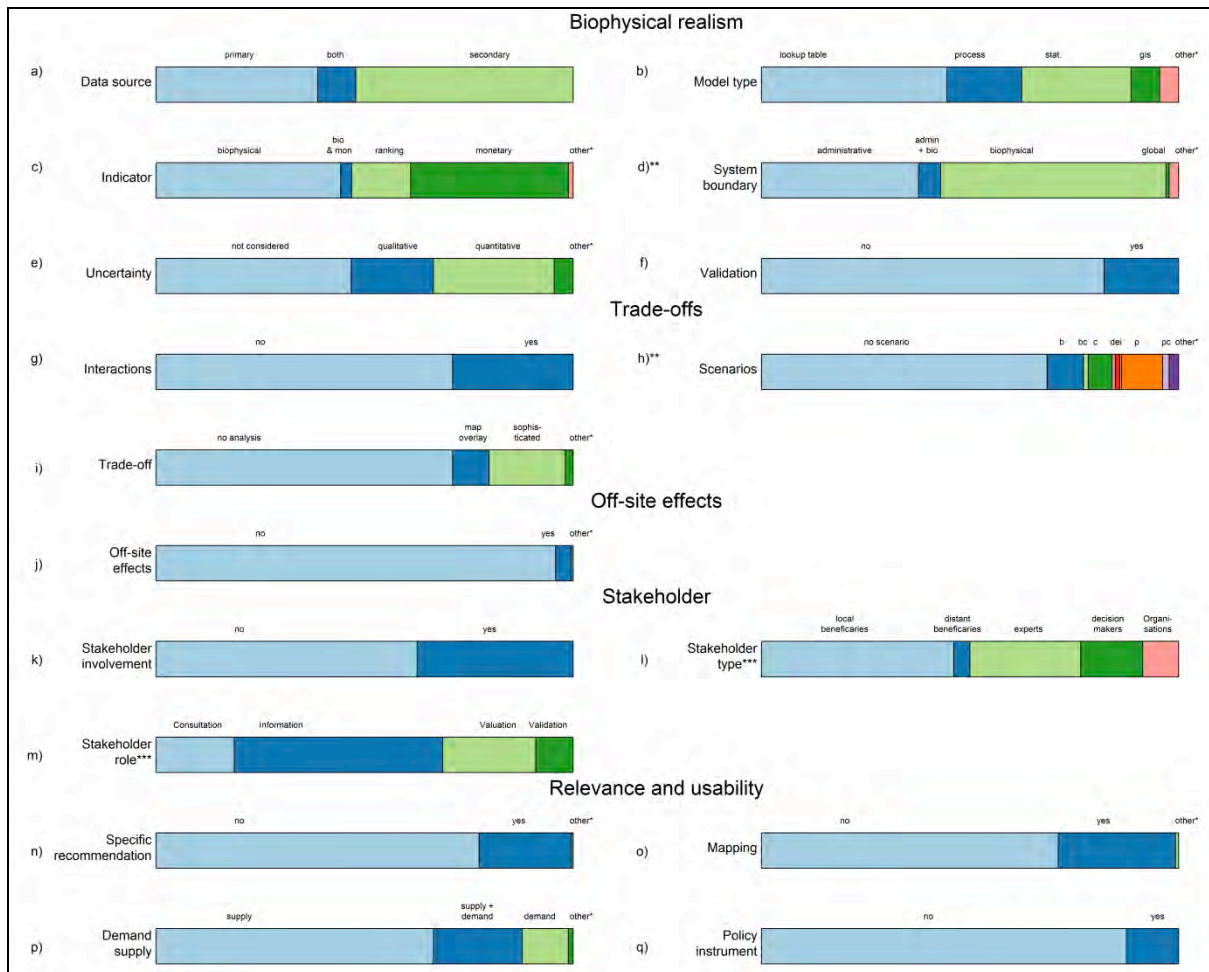 Biophysical realism
primary both secondary
a) Data source
lookup table process stat. gis other*
b) Model type
biophysical bio & mon ranking monetary other*
c) Indicator
administrative admin + bio biophysical global other*
d)** System boundary
not considered qualitative quantitative other*
e) Uncertainty
no yes
f) Validation
Trade-offs
no yes
g) Interactions
no scenario b bc c dei p pc other*
h)** Scenarios
no analysis map overlay sophis-ticated other*
i) Trade-off
Off-site effects
no yes other*
j) Off-site effects
Stakeholder
no yes
k) Stakeholder involvement
local beneficaries distant beneficaries experts decision makers Organi-sations
l) Stakeholder type***
Consultation Information Valuation Validation
m) Stakeholder role***
Relevance and usability
no yes other*
n) Specific recommendation
no yes other*
o) Mapping
supply supply + demand demand other*
p) Demand supply
no yes
q) Policy instrument